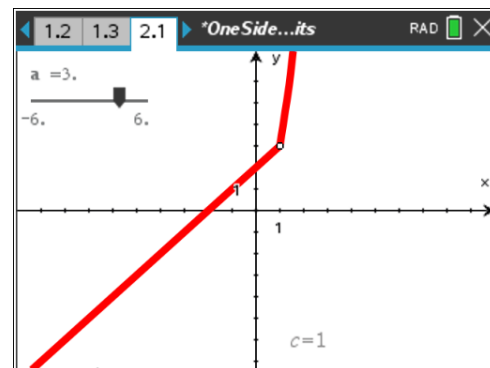 1.2 1.3 2.1 *OneSide...its RAD
y
a =3.
-6. 6.
x
1
1
c=1